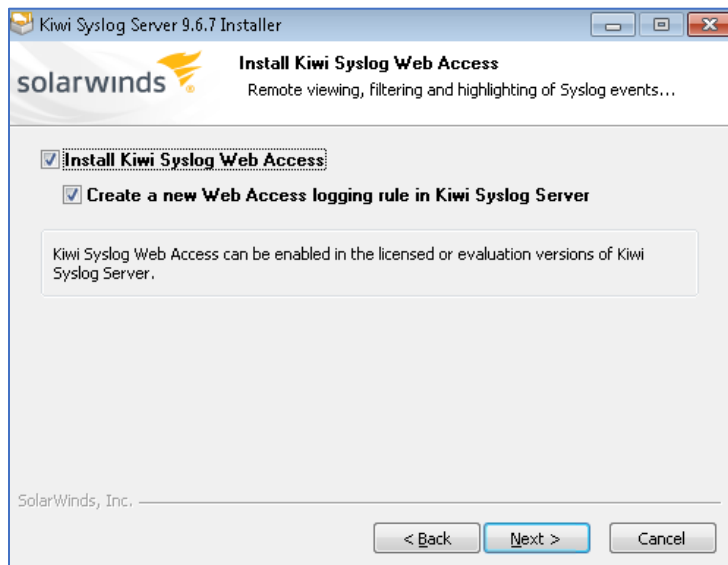 Kiwi Syslog Server 9.6.7 Installer
solarwinds
Install Kiwi Syslog Web Access
Remote viewing, filtering and highlighting of Syslog events...
Install Kiwi Syslog Web Access
Create a new Web Access logging rule in Kiwi Syslog Server
Kiwi Syslog Web Access can be enabled in the licensed or evaluation versions of Kiwi
Syslog Server.
SolarWinds, Inc.
< Back Next > Cancel